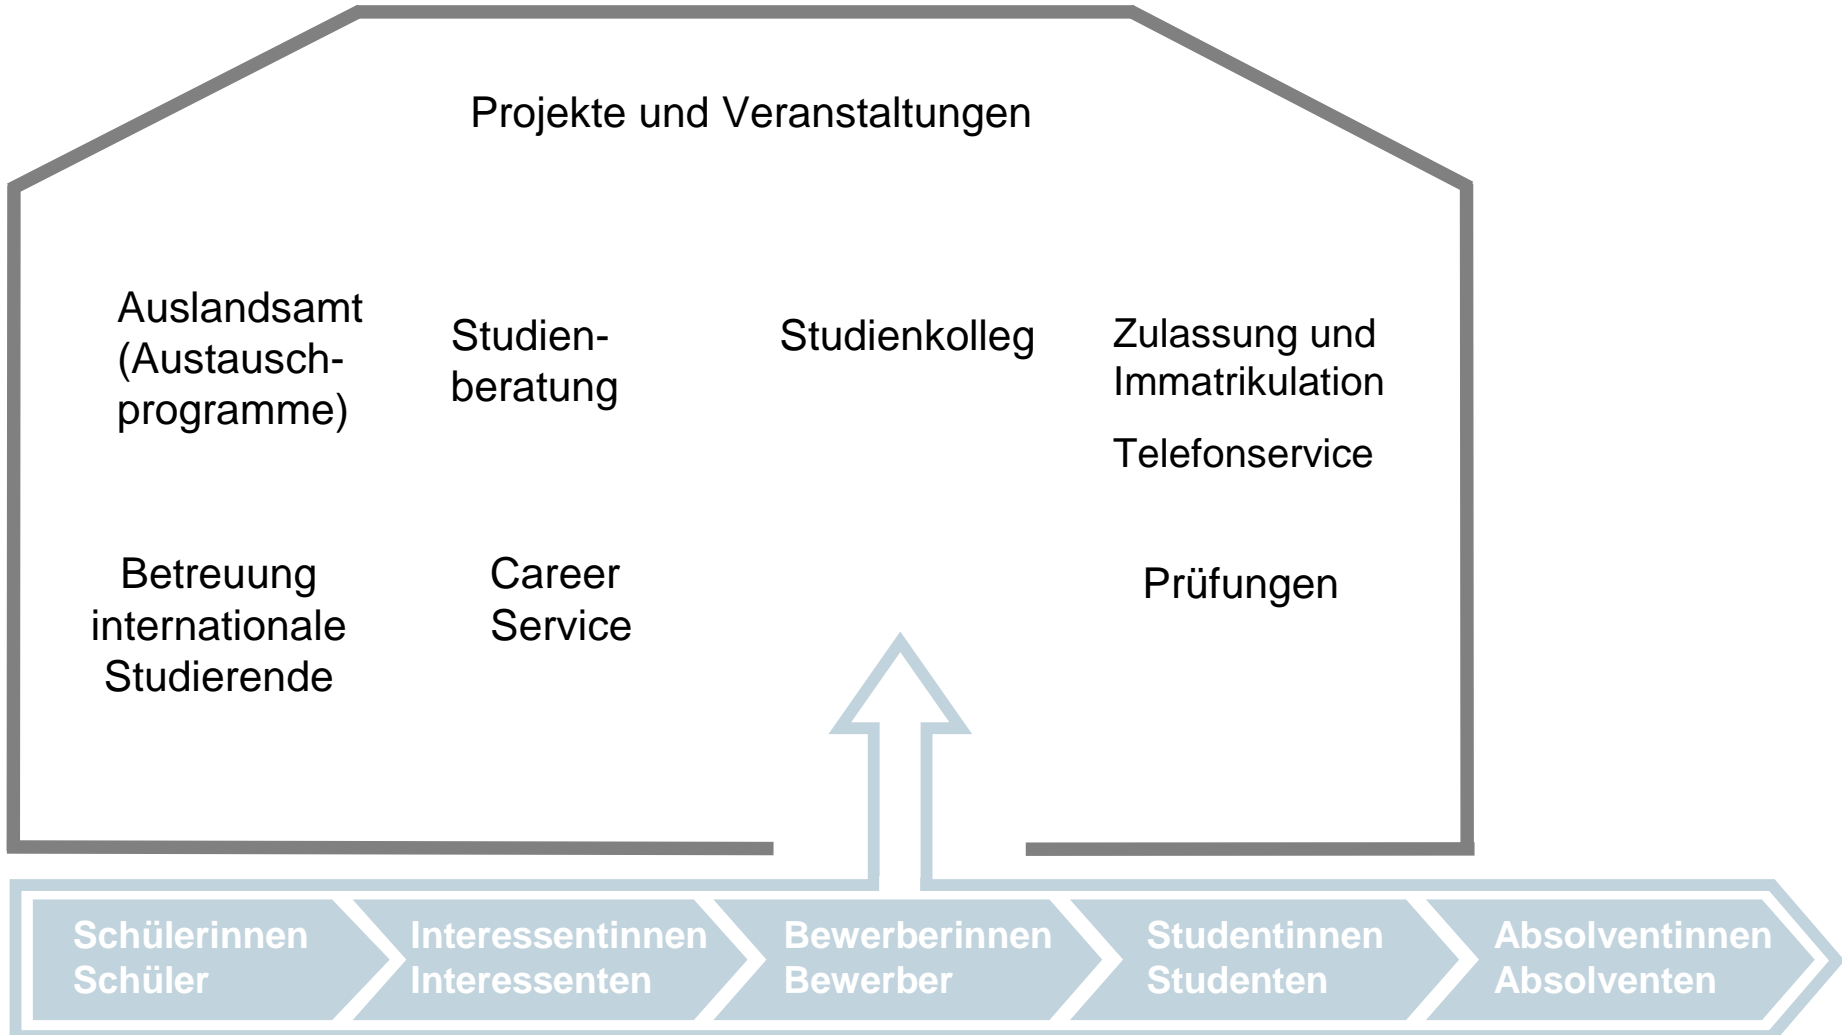 Projekte und Veranstaltungen
Auslandsamt
(Austausch-
programme)
Studien-
beratung
Studienkolleg
Zulassung und
Immatrikulation
Telefonservice
Betreuung
internationale
Studierende
Career
Service
Prüfungen
Schülerinnen
Schüler
Interessentinnen
Interessenten
Bewerberinnen
Bewerber
Studentinnen
Studenten
Absolventinnen
Absolventen